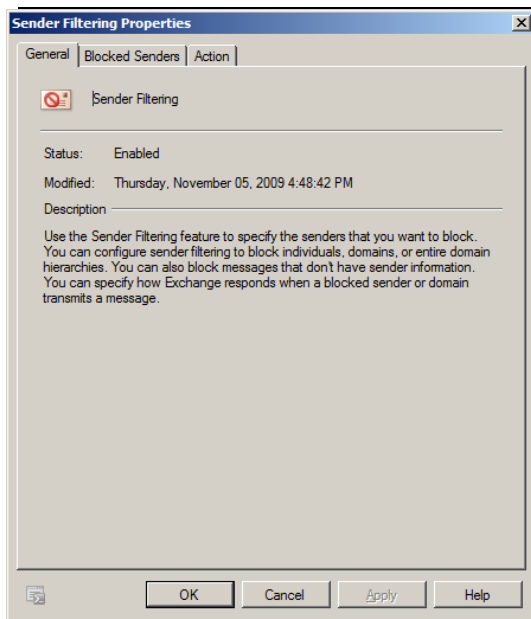 Sender Filtering Properties
General Blocked Senders Action
Sender Filtering
Status: Enabled
Modified: Thursday, November 05, 2009 4:48:42 PM
Description
Use the Sender Filtering feature to specify the senders that you want to block.
You can configure sender filtering to block individuals, domains, or entire domain
hierarchies. You can also block messages that don't have sender information.
You can specify how Exchange responds when a blocked sender or domain
transmits a message.
OK Cancel Apply Help